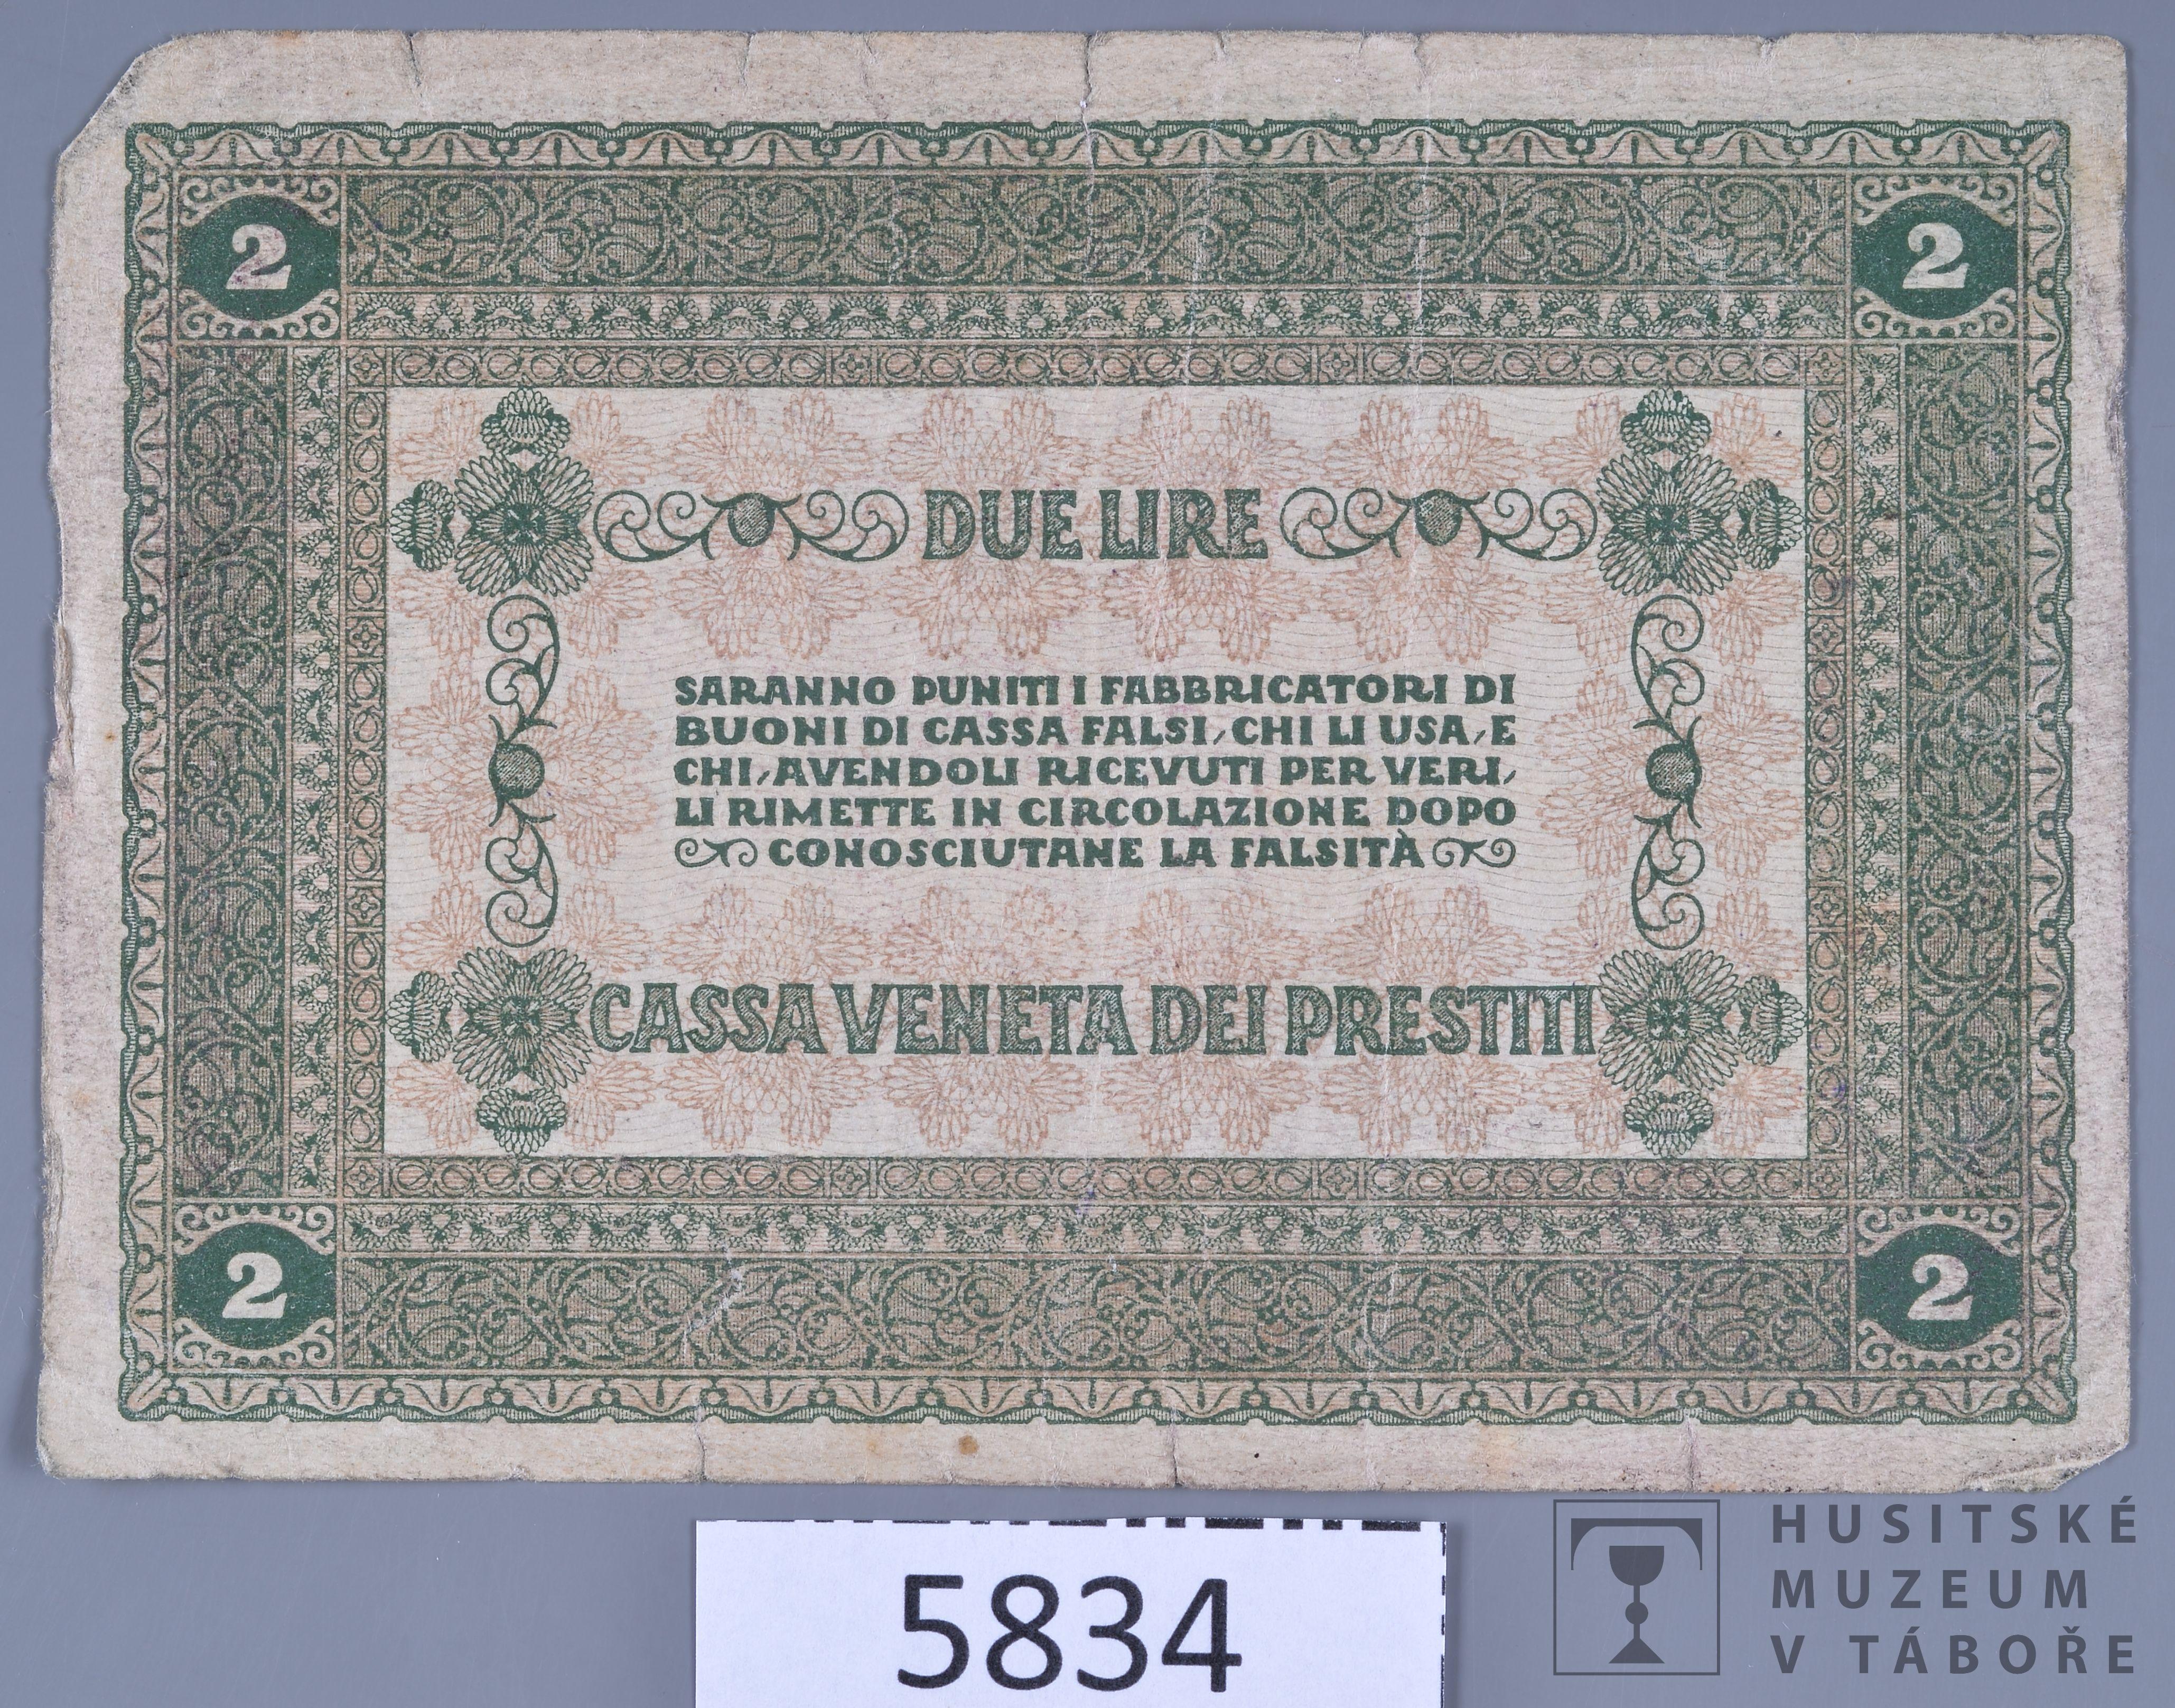 2 2
DUE LIRE
SARANNO PUNITI I FABBRICATORI DI
BUONI DI CASSA FALSI, CHI LI USA, E
CHI, AVENDOLI RICEVUTI PER VERI,
LI RIMETTE IN CIRCOLAZIONE DOPO
CONOSCIUTANE LA FALSITÀ
CASSA VENETA DEI PRESTITI
2 2
5834
HUSITSKÉ
MUZEUM
V TÁBOŘE